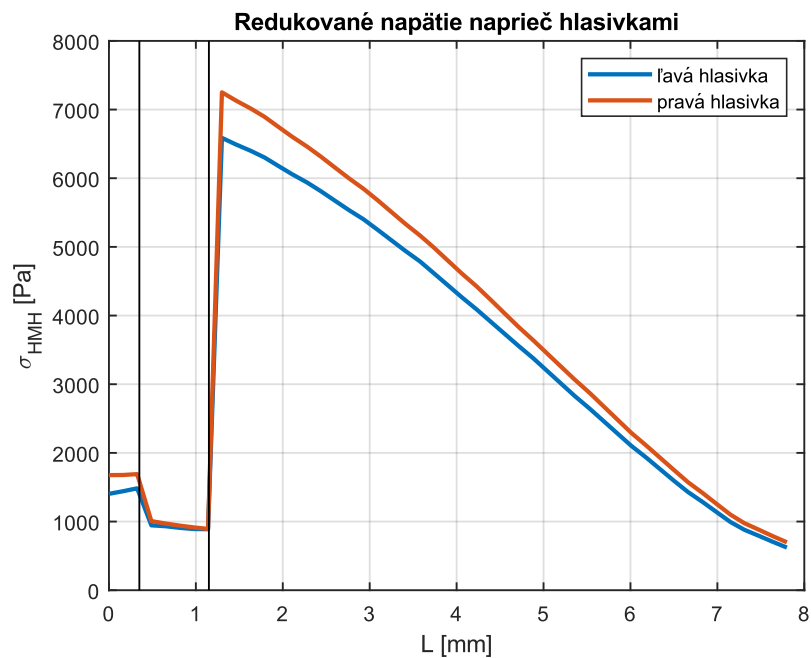 Redukované napätie naprieč hlasivkami
ľavá hlasivka
pravá hlasivka
σHMH [Pa]
8000
7000
6000
5000
4000
3000
2000
1000
0
0 1 2 3 4 5 6 7 8
L [mm]